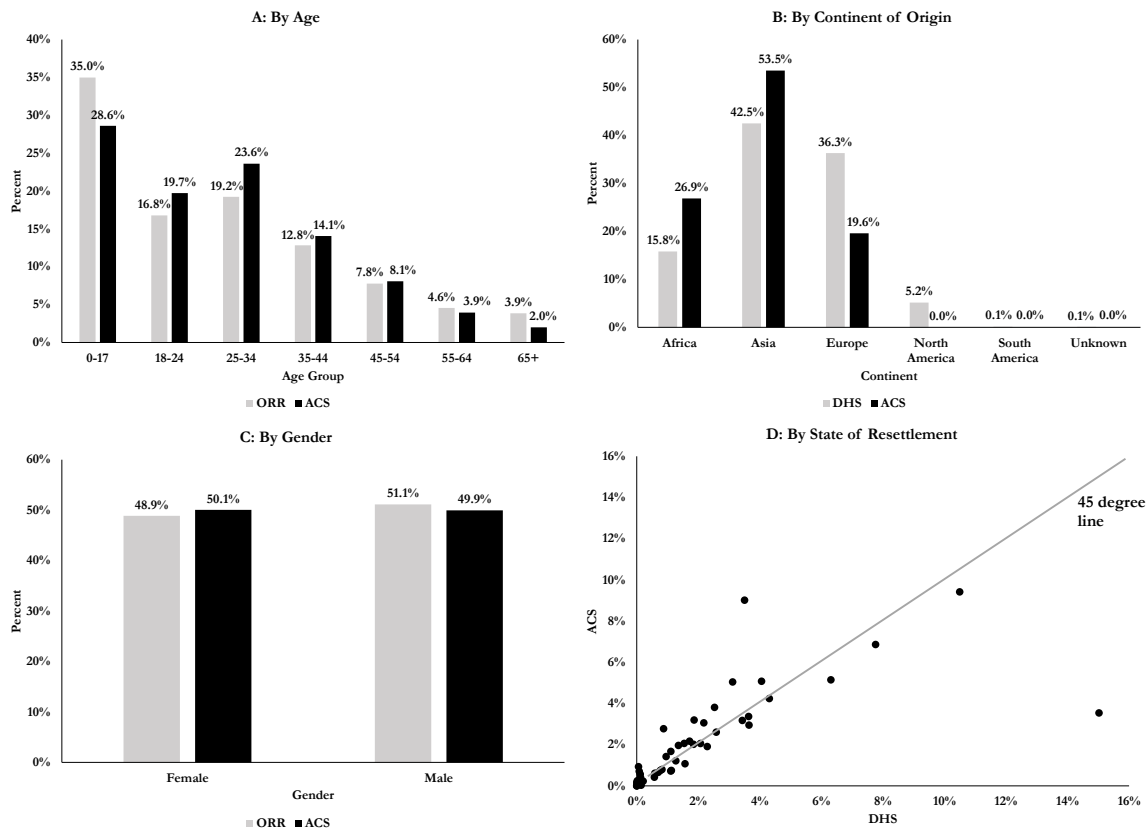 A: By Age
40%
35%
30%
25%
20%
15%
10%
5%
0%
Percent
35.0%
28.6%
16.8%
19.7%
19.2%
23.6%
12.8%
14.1%
7.8%
8.1%
4.6%
3.9%
3.9%
2.0%
0-17
18-24
25-34
35-44
45-54
55-64
65+
Age Group
ORR
ACS
B: By Continent of Origin
60%
50%
40%
30%
20%
10%
0%
Percent
15.8%
26.9%
42.5%
53.5%
36.3%
19.6%
5.2%
0.0%
0.1%
0.0%
0.1%
0.0%
Africa
Asia
Europe
North
America
South
America
Unknown
Continent
DHS
ACS
C: By Gender
60%
50%
40%
30%
20%
10%
0%
Percent
48.9%
50.1%
51.1%
49.9%
Female
Male
Gender
ORR
ACS
D: By State of Resettlement
16%
14%
12%
10%
8%
6%
4%
2%
0%
ACS
45 degree
line
0%
2%
4%
6%
8%
10%
12%
14%
16%
DHS